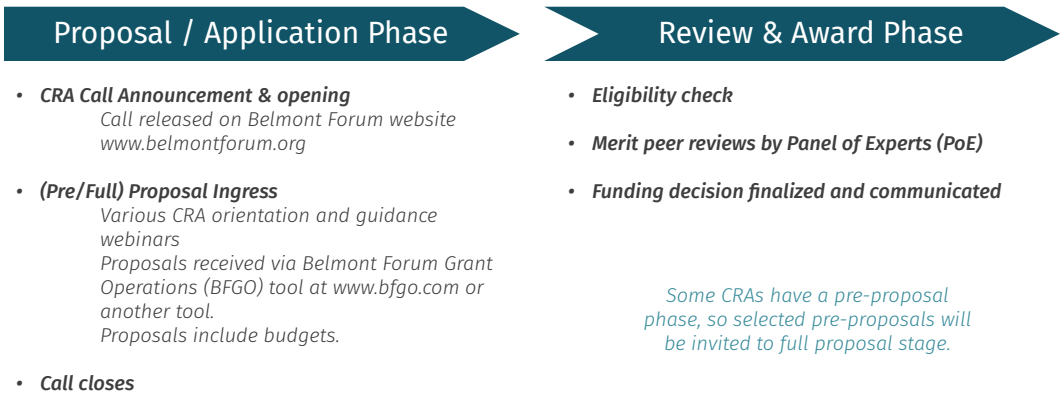 Proposal / Application Phase
• CRA Call Announcement & opening
Call released on Belmont Forum website
www.belmontforum.org
• (Pre/Full) Proposal Ingress
Various CRA orientation and guidance
webinars
Proposals received via Belmont Forum Grant
Operations (BFGO) tool at www.bfgo.com or
another tool.
Proposals include budgets.
• Call closes
Review & Award Phase
• Eligibility check
• Merit peer reviews by Panel of Experts (PoE)
• Funding decision finalized and communicated
Some CRAs have a pre-proposal
phase, so selected pre-proposals will
be invited to full proposal stage.